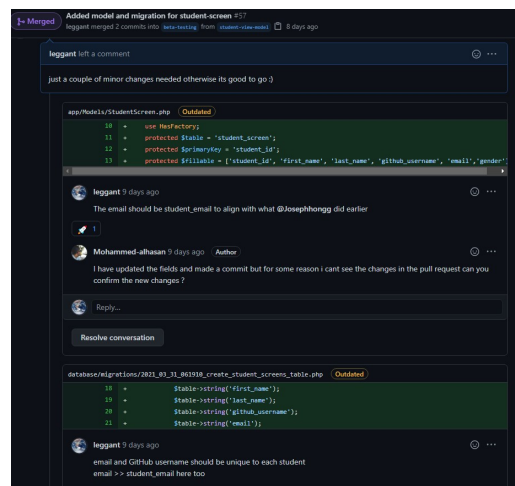 Merged
Added model and migration for student-screen #57
leggant merged 2 commits into beta-testing from student-view-model 8 days ago
leggant left a comment
just a couple of minor changes needed otherwise its good to go :)
app/Models/StudentScreen.php Outdated
10 + use HasFactory;
11 + protected $table = 'student_screen';
12 + protected $primaryKey = 'student_id';
13 + protected $fillable = ['student_id', 'first_name', 'last_name', 'github_username', 'email','gender'
leggant 9 days ago
The email should be student_email to align with what @Josephhongg did earlier
1
Mohammed-alhasan 9 days ago Author
I have updated the fields and made a commit but for some reason i cant see the changes in the pull request can you
confirm the new changes ?
Reply...
Resolve conversation
database/migrations/2021_03_31_061910_create_student_screens_table.php Outdated
18 + $table->string('first_name');
19 + $table->string('last_name');
20 + $table->string('github_username');
21 + $table->string('email');
leggant 9 days ago
email and GitHub username should be unique to each student
email >> student_email here too